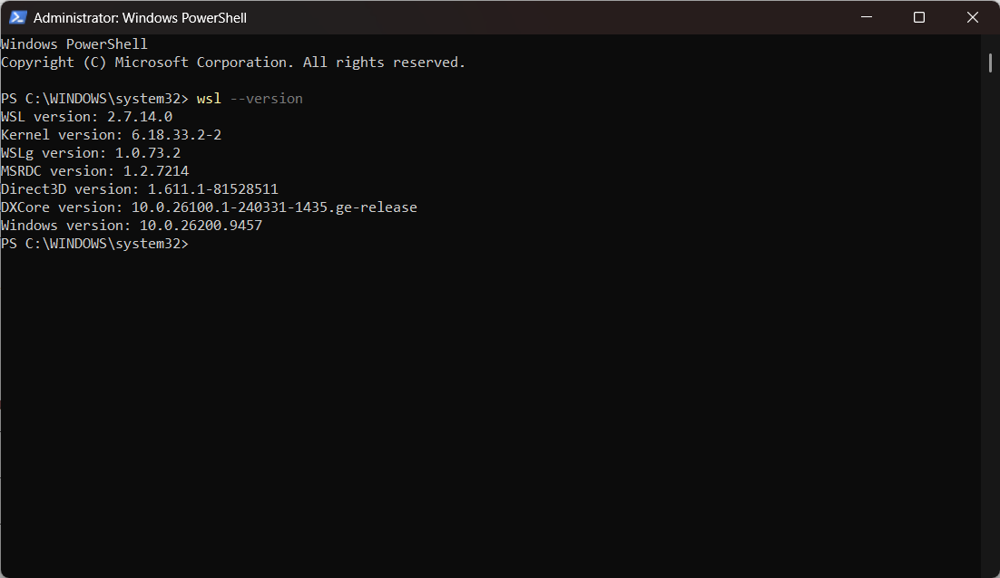 Administrator: Windows PowerShell
Windows PowerShell
Copyright (C) Microsoft Corporation. All rights reserved.
PS C:\WINDOWS\system32> wsl --version
WSL version: 2.7.14.0
Kernel version: 6.18.33.2-2
WSLg version: 1.0.73.2
MSRDC version: 1.2.7214
Direct3D version: 1.611.1-81528511
DXCore version: 10.0.26100.1-240331-1435.ge-release
Windows version: 10.0.26200.9457
PS C:\WINDOWS\system32>